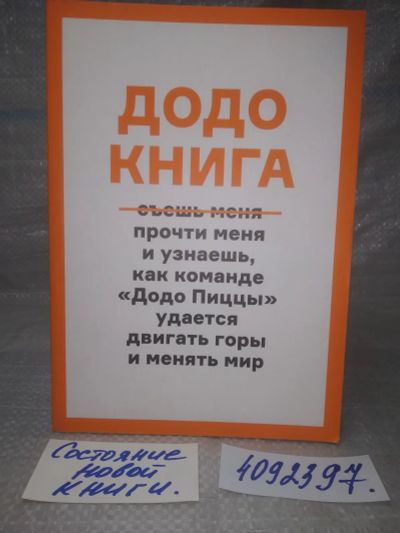 ДОДО
КНИГА
съешь меня
прочти меня
и узнаешь,
как команде
«Додо Пиццы»
удается
двигать горы
и менять мир
Состояние
новой
книги.
4092397.